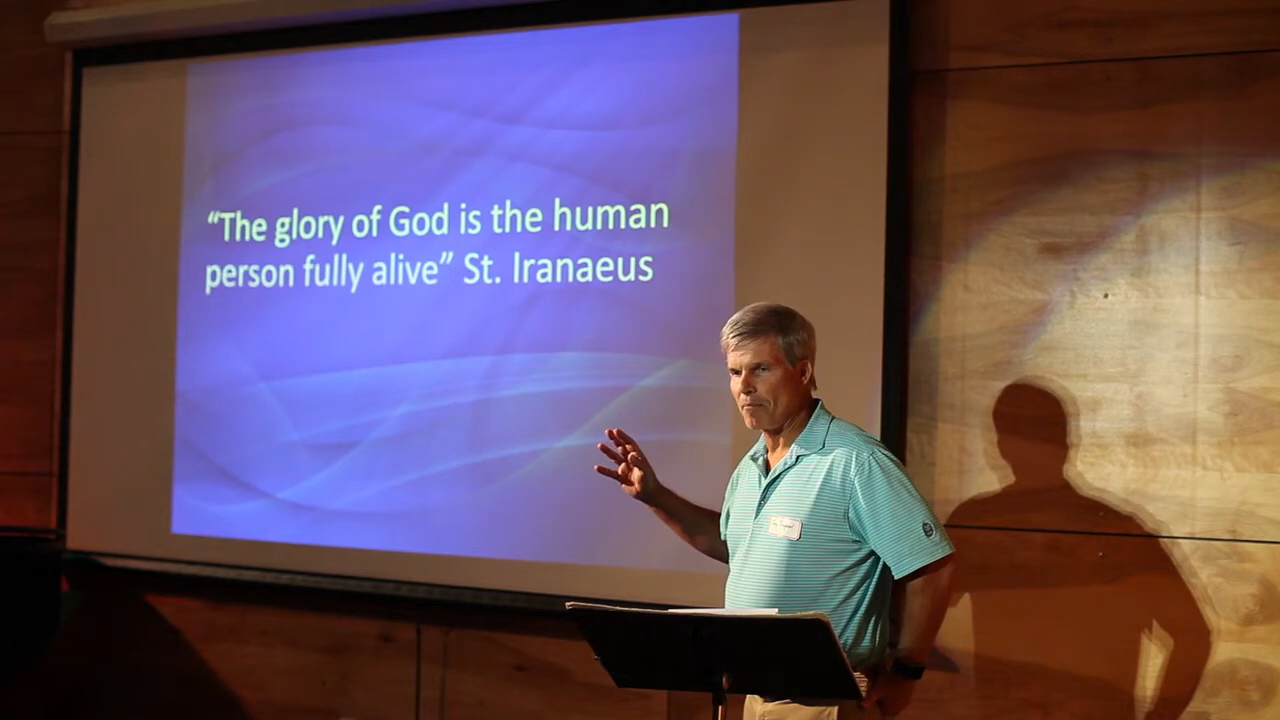 “The glory of God is the human
person fully alive” St. Iranaeus